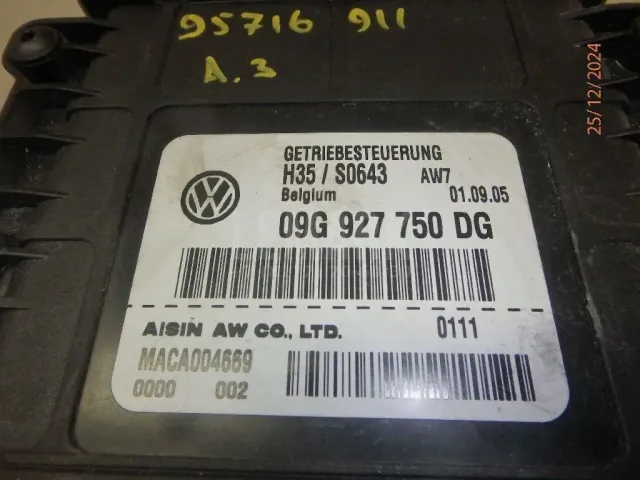 95716 911
A.3
25/12/2024
GETRIEBESTEUERUNG
H35 / S0643 AW7
Belgium 01.09.05
09G 927 750 DG
AISIN AW CO., LTD. 0111
MACA004669
0000 002